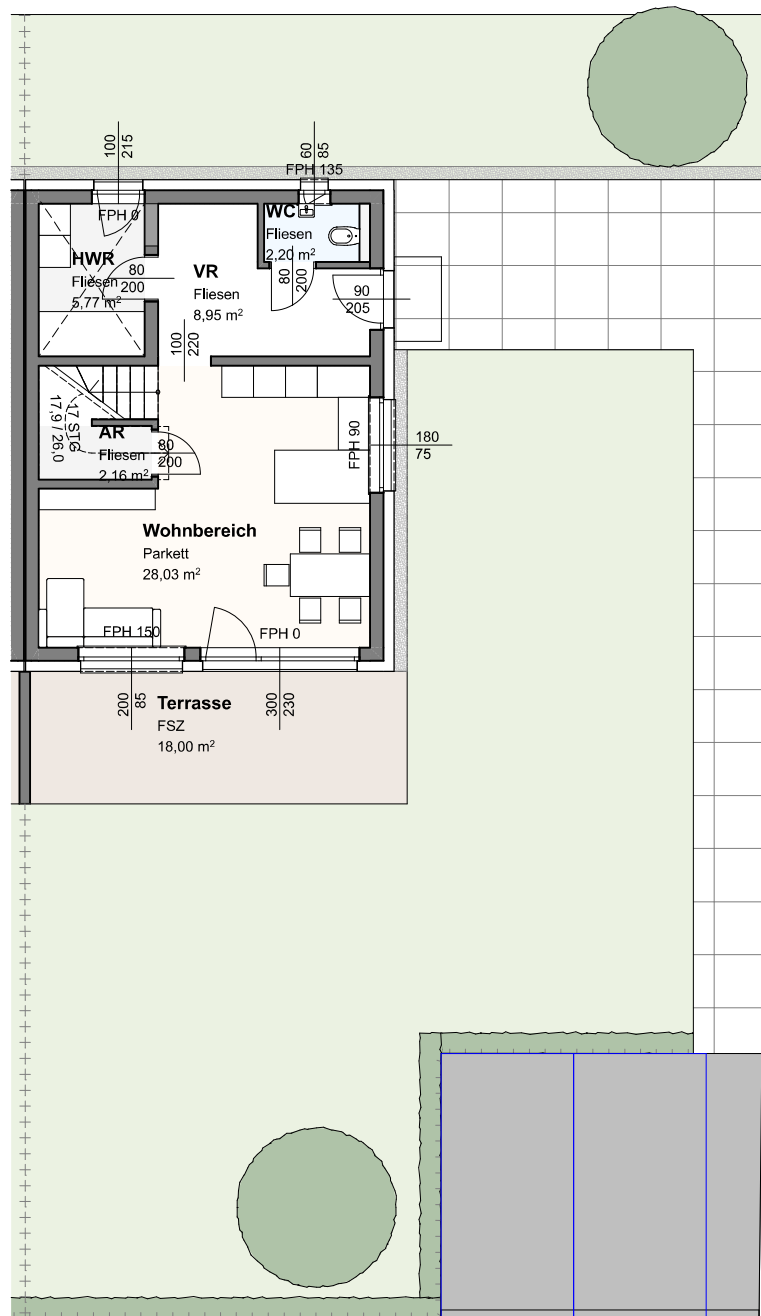 100
215
60
85
FPH 135
FPH 0
WC
Fliesen
2,20 m²
HWR
Fliesen
5,77 m²
80
200
VR
Fliesen
8,95 m²
80
200
90
205
100
220
17 STG
17,9 / 26,0
AR
Fliesen
2,16 m²
80
200
FPH 90
180
75
Wohnbereich
Parkett
28,03 m²
FPH 150
FPH 0
200
85
Terrasse
FSZ
18,00 m²
300
230